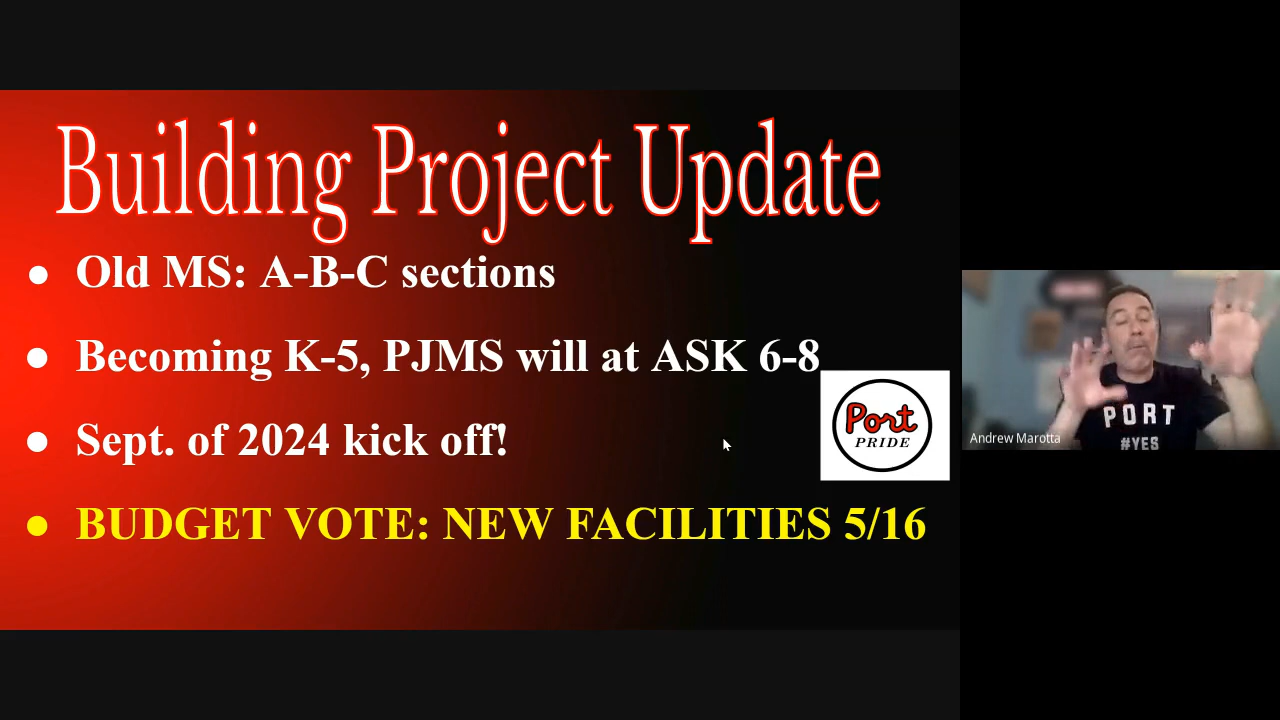 Building Project Update
● Old MS: A-B-C sections
● Becoming K-5, PJMS will at ASK 6-8
● Sept. of 2024 kick off!
● BUDGET VOTE: NEW FACILITIES 5/16
Port
PRIDE
PORT
#YES
Andrew Marotta